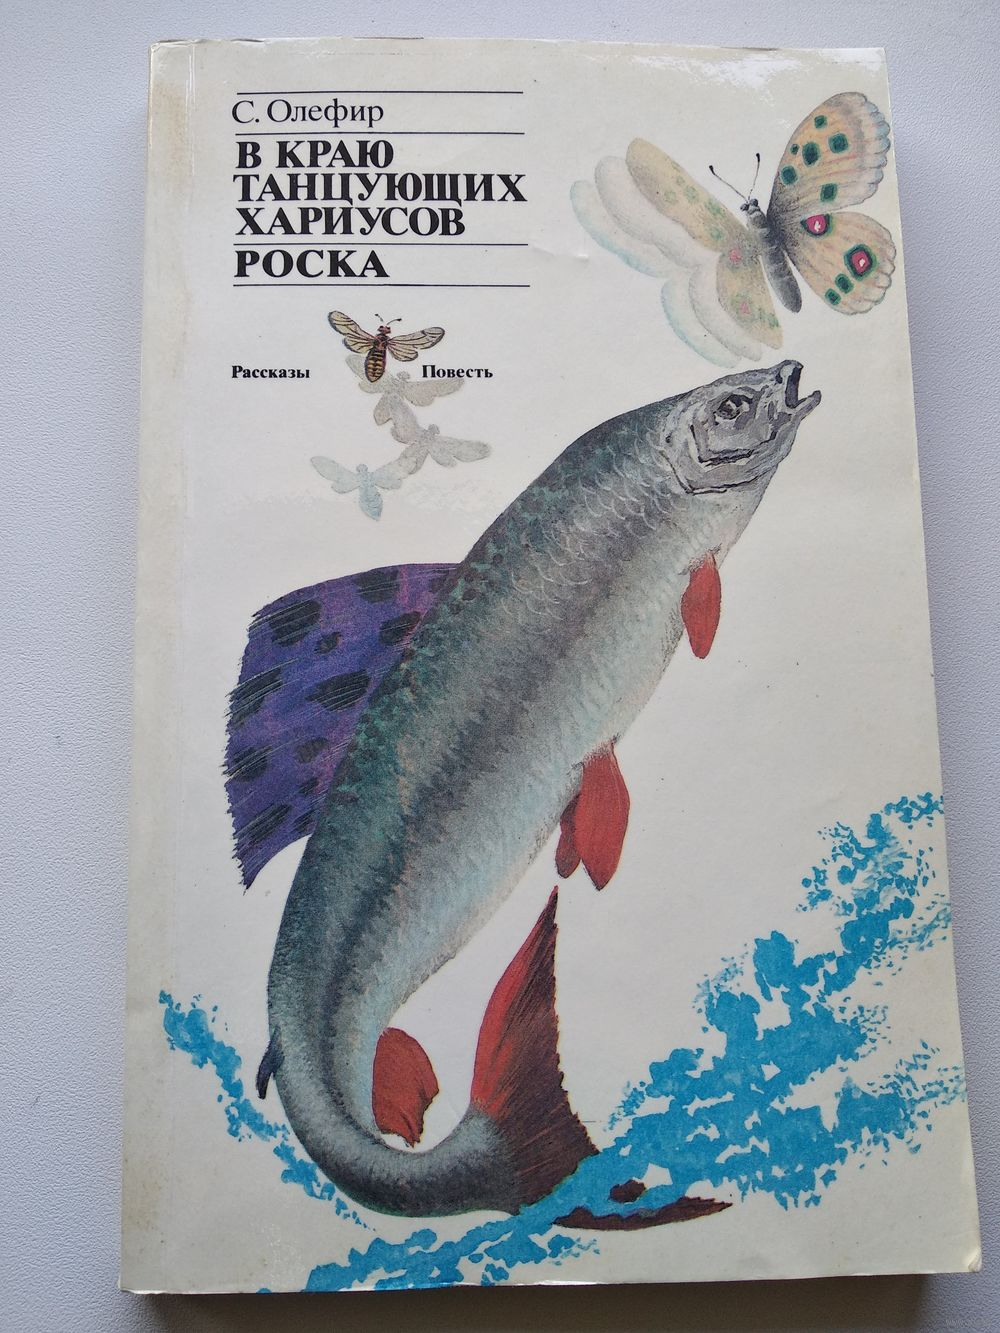 С. Олефир
В КРАЮ
ТАНЦУЮЩИХ
ХАРИУСОВ
РОСКА
Рассказы Повесть